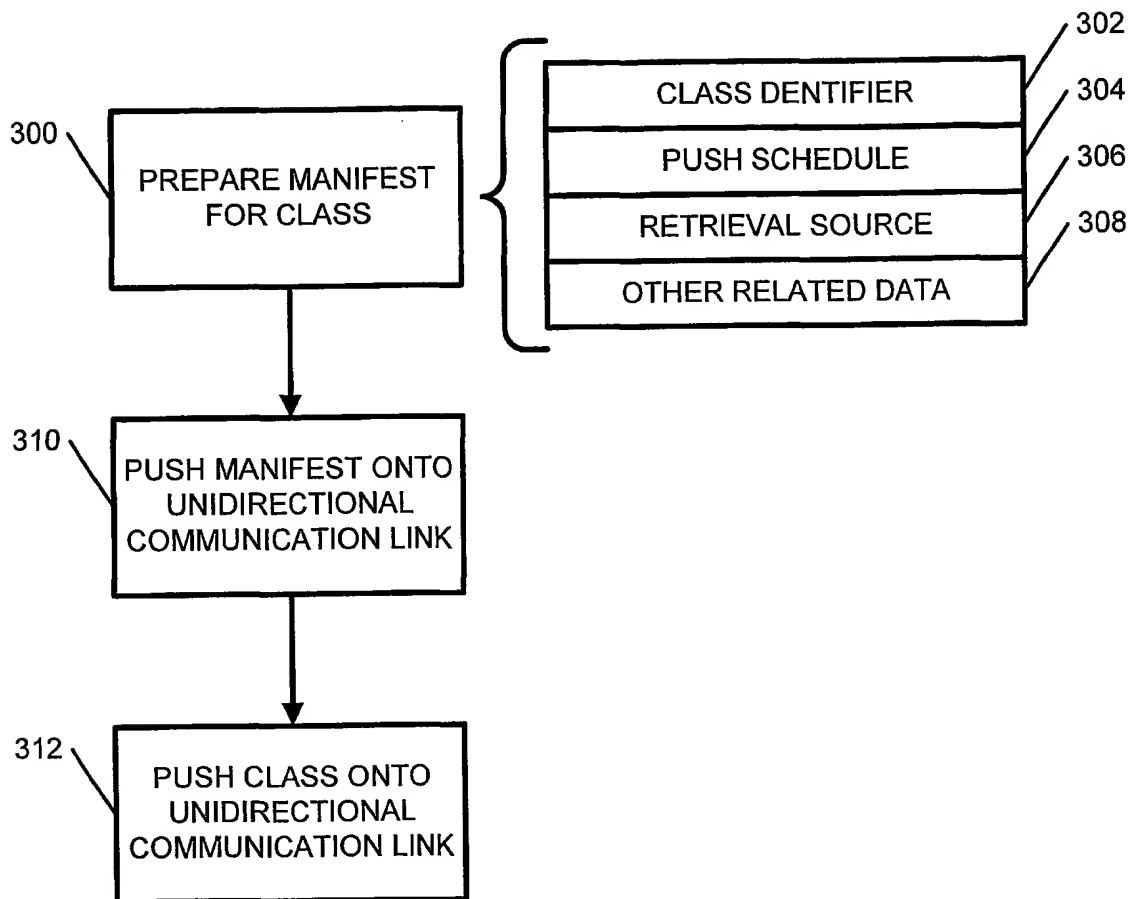 302
CLASS DENTIFIER
304
300
PREPARE MANIFEST
FOR CLASS
PUSH SCHEDULE
306
RETRIEVAL SOURCE
308
OTHER RELATED DATA
310
PUSH MANIFEST ONTO
UNIDIRECTIONAL
COMMUNICATION LINK
312
PUSH CLASS ONTO
UNIDIRECTIONAL
COMMUNICATION LINK